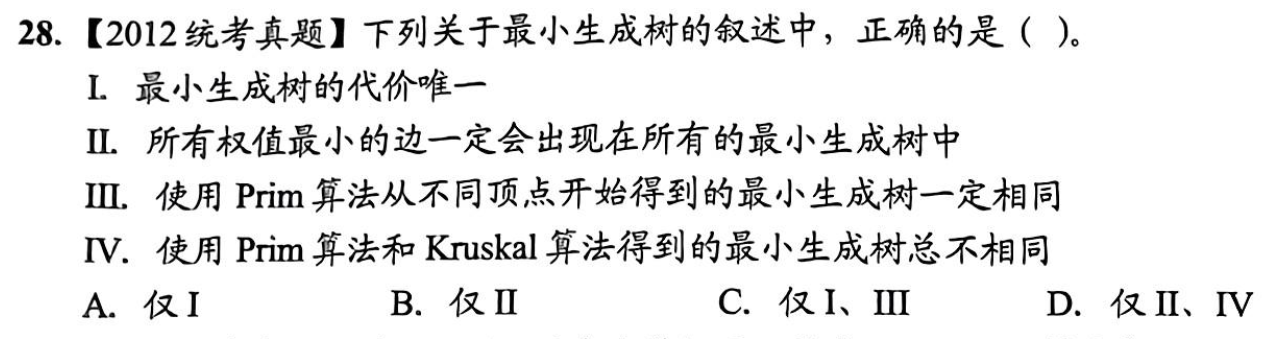 28.【2012统考真题】下列关于最小生成树的叙述中，正确的是（ ）。
I. 最小生成树的代价唯一
II. 所有权值最小的边一定会出现在所有的最小生成树中
III. 使用 Prim 算法从不同顶点开始得到的最小生成树一定相同
IV. 使用 Prim 算法和 Kruskal 算法得到的最小生成树总不相同
A. 仅 I B. 仅 II C. 仅 I、III D. 仅 II、IV